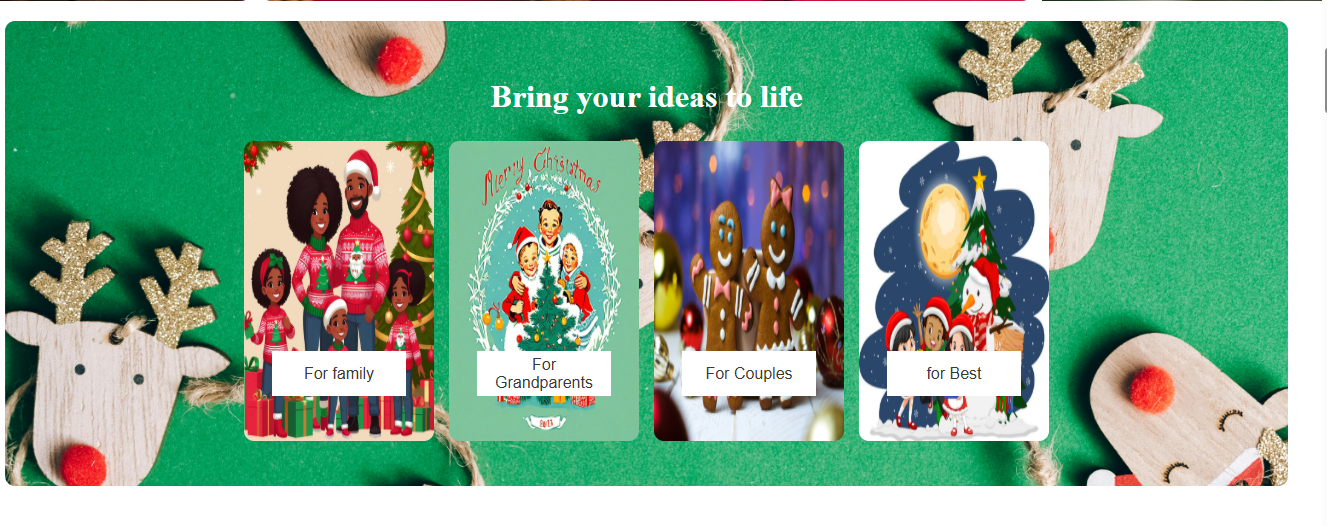 Bring your ideas to life
Merry Christmas
For family
For
Grandparents
For Couples
for Best